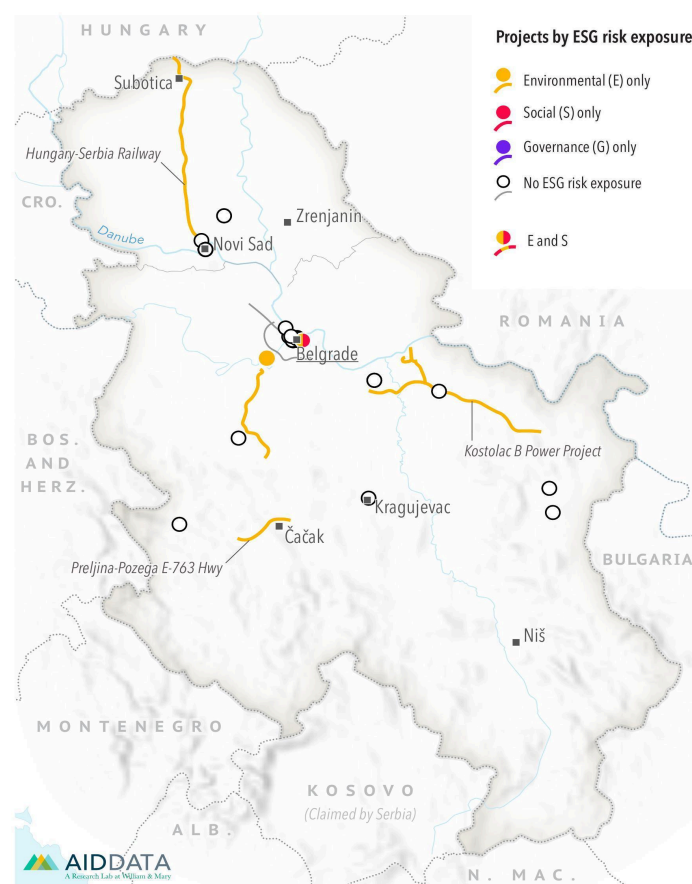 HUNGARY
Projects by ESG risk exposure
Environmental (E) only
Social (S) only
Governance (G) only
No ESG risk exposure
E and S
Subotica
Hungary-Serbia Railway
CRO.
Zrenjanin
Danube
Novi Sad
ROMANIA
Belgrade
BOS.
AND
HERZ.
Kostolac B Power Project
Kragujevac
Čačak
Preljina-Pozega E-763 Hwy
BULGARIA
Niš
MONTENEGRO
KOSOVO
(Claimed by Serbia)
ALB.
N. MAC.
AIDDATA
A Research Lab at William & Mary